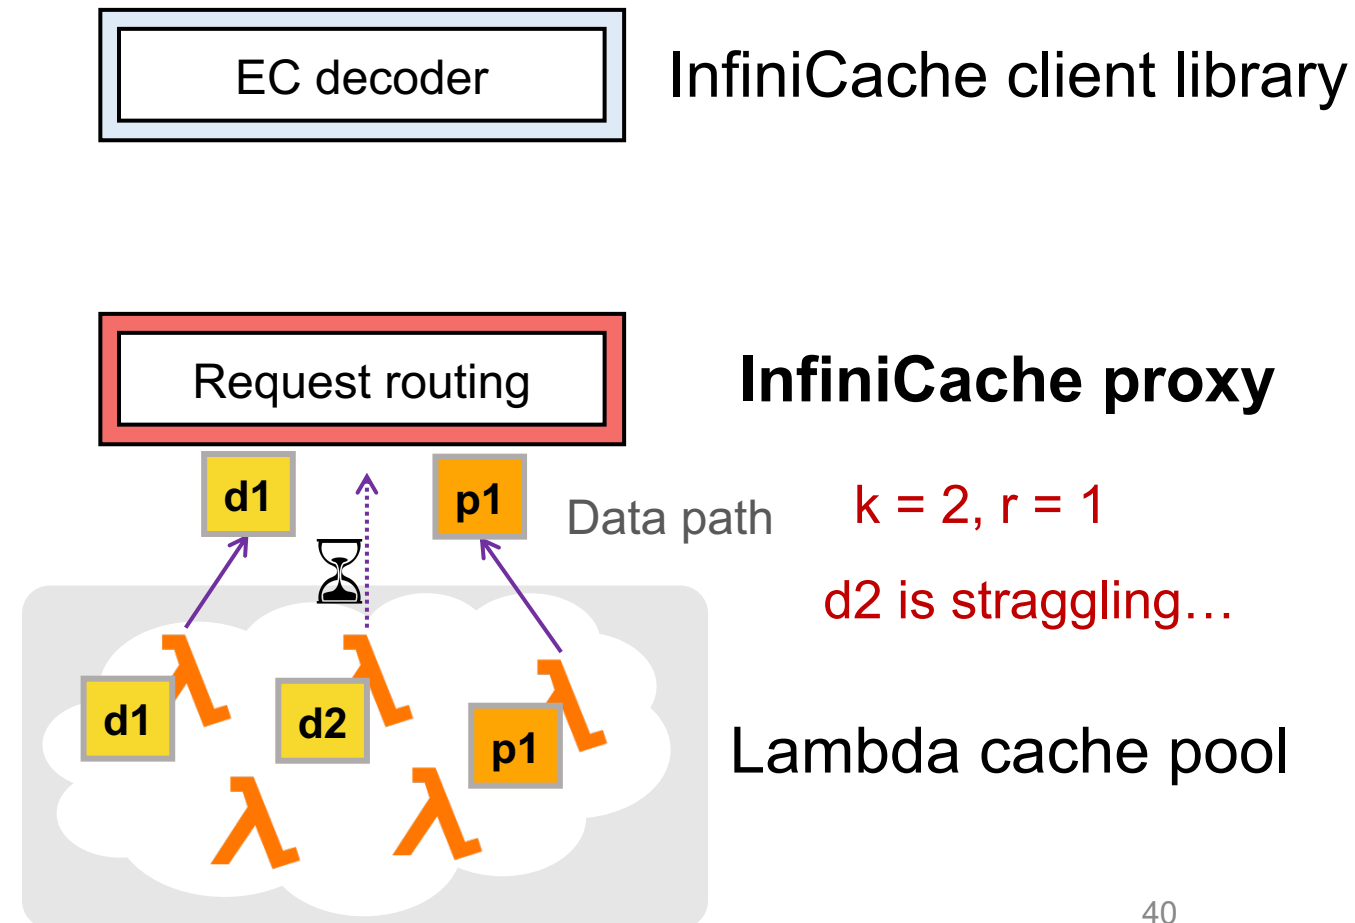 EC decoder
InfiniCache client library
Request routing
InfiniCache proxy
d1
p1
Data path
k = 2, r = 1
d2 is straggling…
λ
λ
λ
d1
d2
p1
Lambda cache pool
λ
λ
40